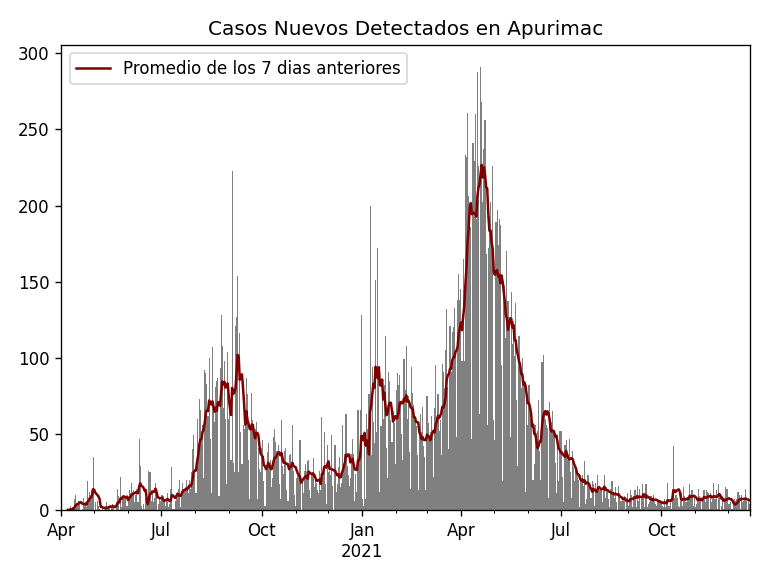 Casos Nuevos Detectados en Apurimac
Promedio de los 7 dias anteriores
300
250
200
150
100
50
0
Apr Jul Oct Jan Apr Jul Oct
2021